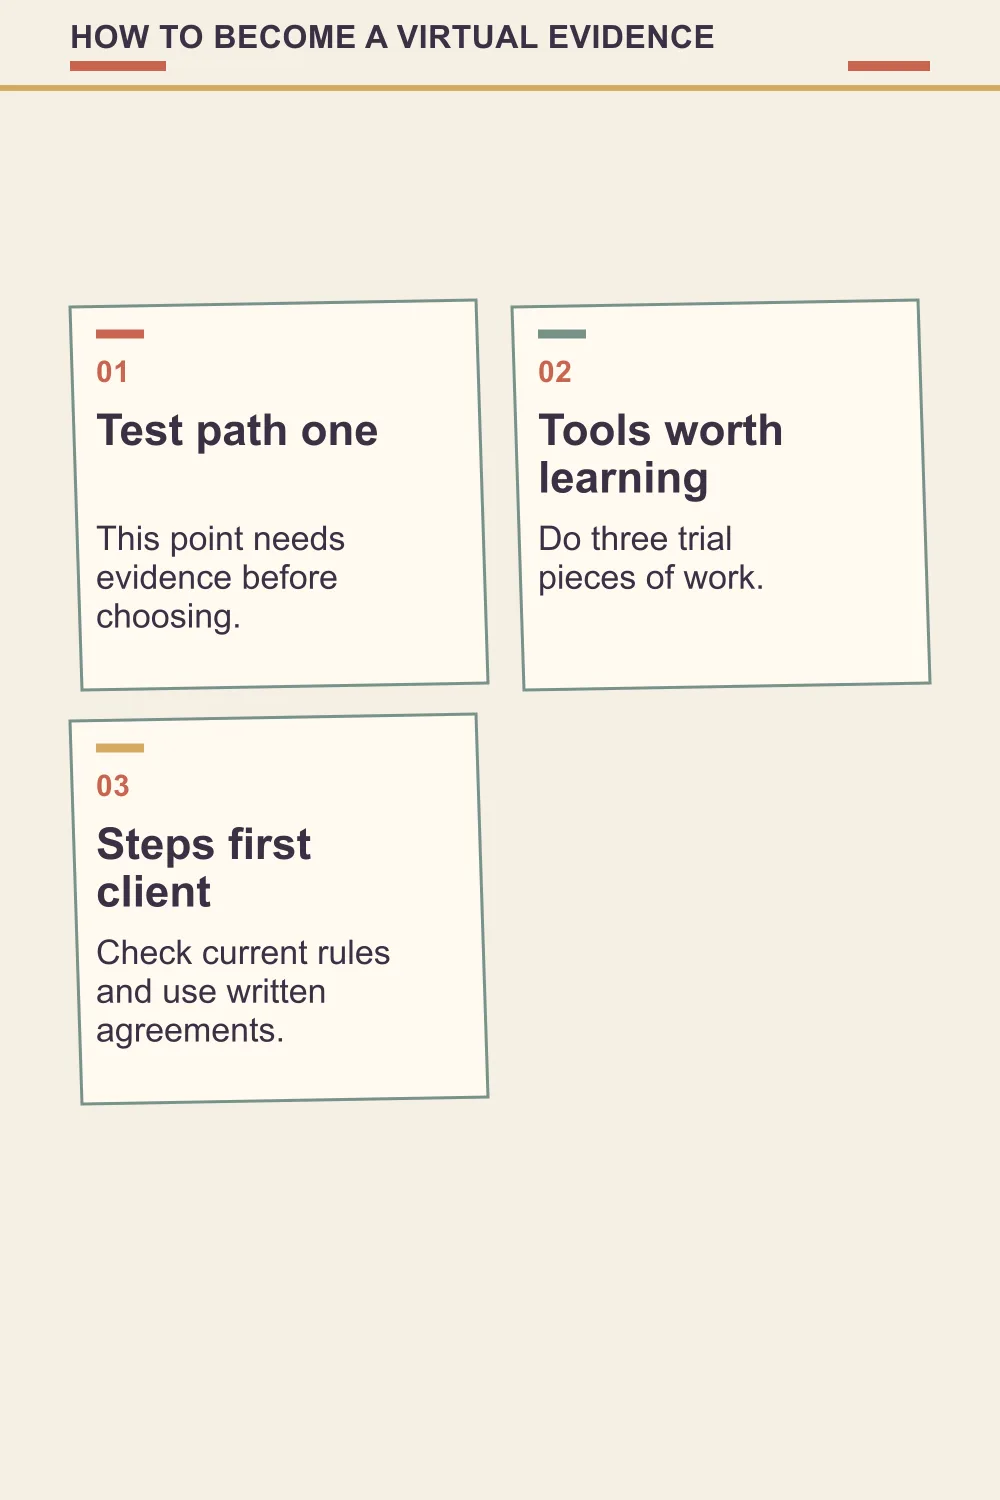 HOW TO BECOME A VIRTUAL EVIDENCE
01
Test path one
This point needs
evidence before
choosing.
02
Tools worth
learning
Do three trial
pieces of work.
03
Steps first
client
Check current rules
and use written
agreements.